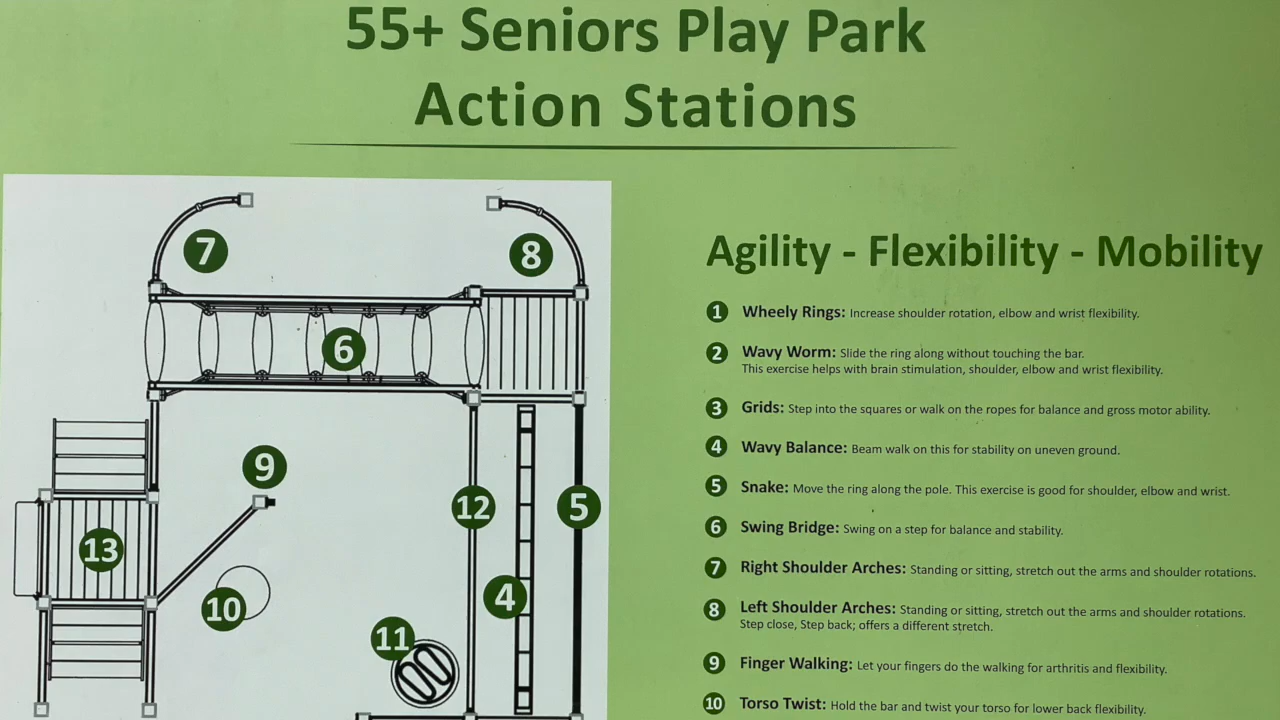 55+ Seniors Play Park
Action Stations
7
8
6
9
12
5
13
4
10
11
Agility - Flexibility - Mobility
1 Wheely Rings: Increase shoulder rotation, elbow and wrist flexibility.
2 Wavy Worm: Slide the ring along without touching the bar.
This exercise helps with brain stimulation, shoulder, elbow and wrist flexibility.
3 Grids: Step into the squares or walk on the ropes for balance and gross motor ability.
4 Wavy Balance: Beam walk on this for stability on uneven ground.
5 Snake: Move the ring along the pole. This exercise is good for shoulder, elbow and wrist.
6 Swing Bridge: Swing on a step for balance and stability.
7 Right Shoulder Arches: Standing or sitting, stretch out the arms and shoulder rotations.
8 Left Shoulder Arches: Standing or sitting, stretch out the arms and shoulder rotations.
Step close, Step back; offers a different stretch.
9 Finger Walking: Let your fingers do the walking for arthritis and flexibility.
10 Torso Twist: Hold the bar and twist your torso for lower back flexibility.